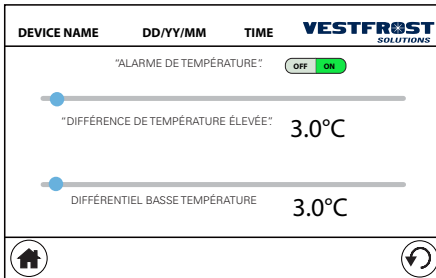 DEVICE NAME DD/YY/MM TIME VESTFROST
SOLUTIONS
“ALARME DE TEMPÉRATURE”. OFF ON
“DIFFÉRENCE DE TEMPÉRATURE ÉLEVÉE”. 3.0°C
DIFFÉRENTIEL BASSE TEMPÉRATURE 3.0°C